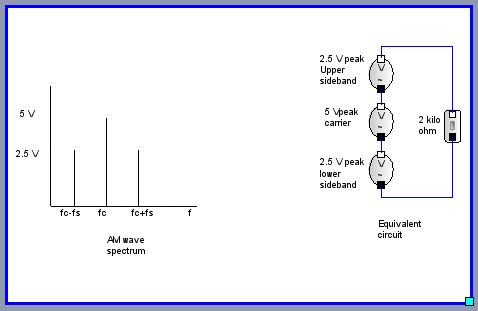 5 V
2.5 V
fc-fs fc fc+fs f
AM wave
spectrum
2.5 V peak
Upper
sideband
5 Vpeak
carrier
2 kilo
ohm
2.5 V peak
lower
sideband
Equivalent
circuit